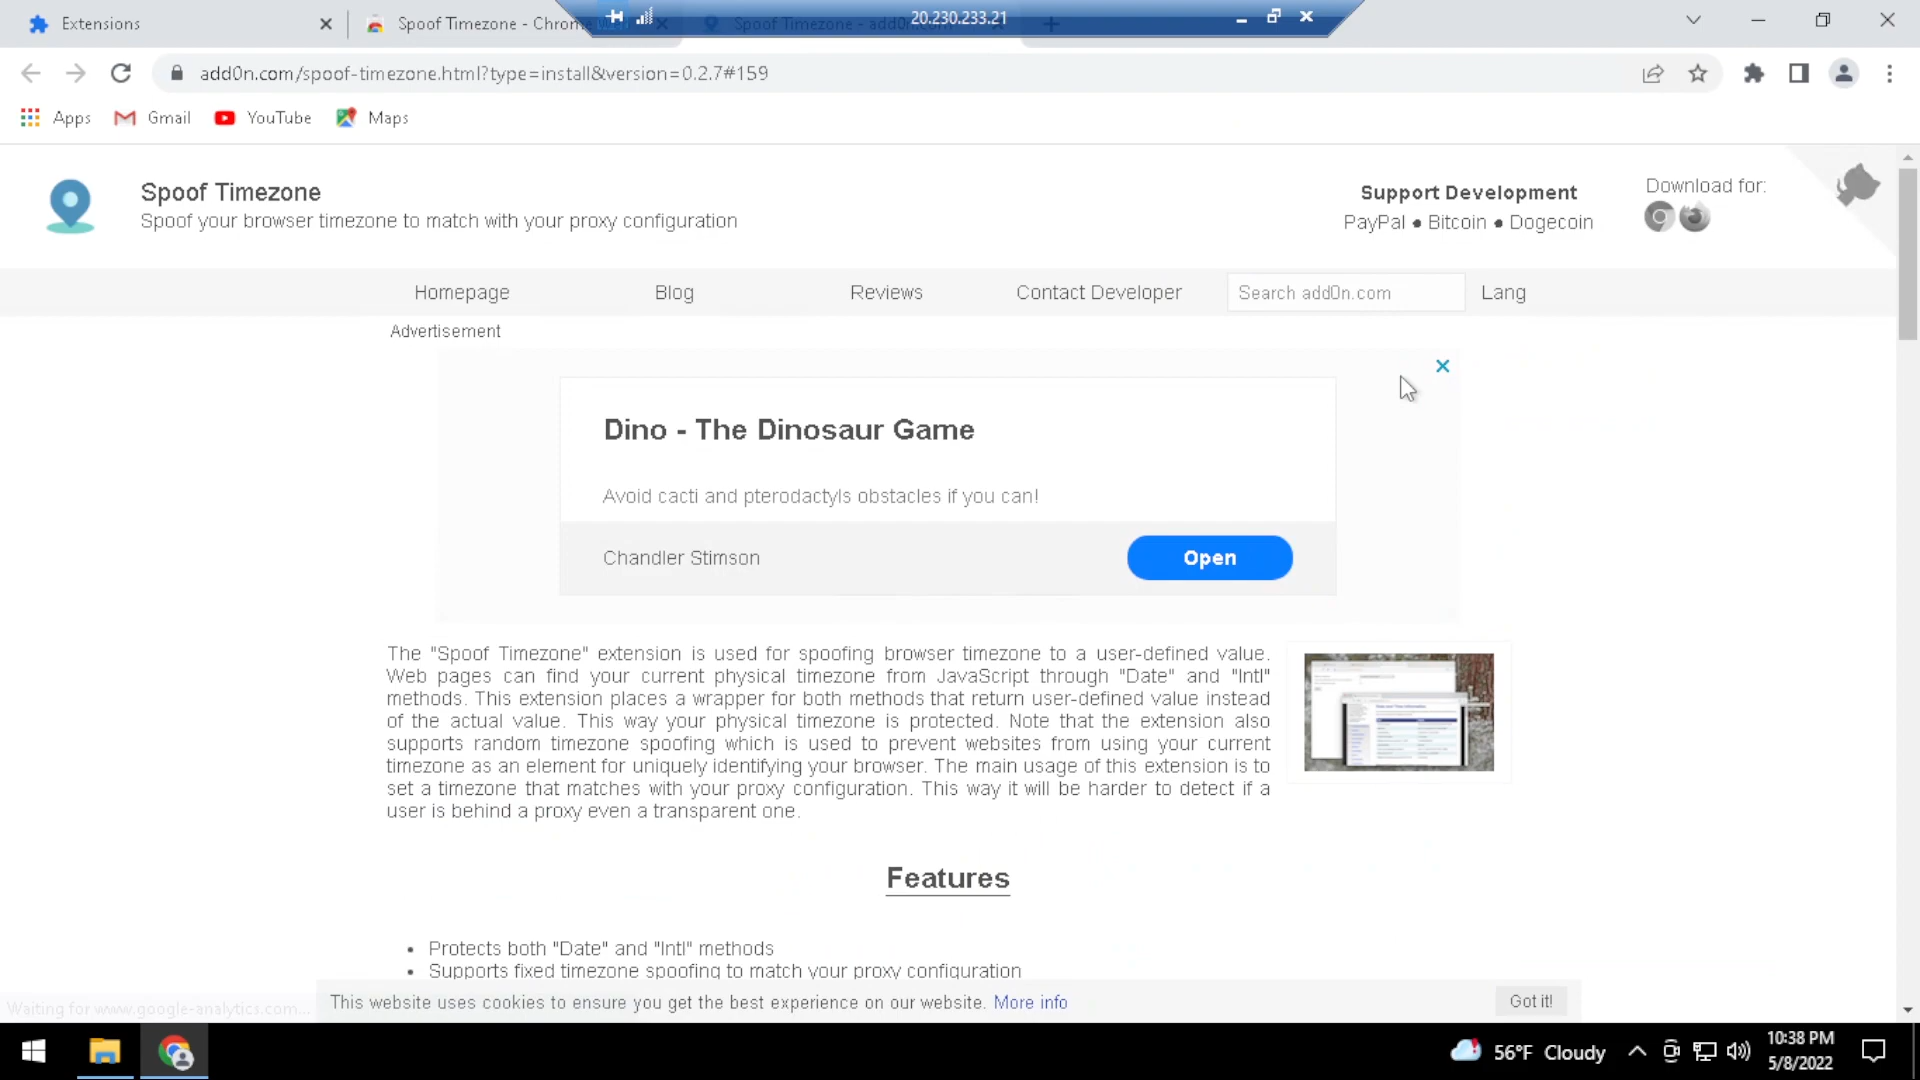 Extensions
Spoof Timezone - Chrom
20.230.233.21
Spoof Timezone - add0n.com
add0n.com/spoof-timezone.html?type=install&version=0.2.7#159
Apps
Gmail
YouTube
Maps
Spoof Timezone
Spoof your browser timezone to match with your proxy configuration
Support Development
PayPal • Bitcoin • Dogecoin
Download for:
Homepage
Blog
Reviews
Contact Developer
Search add0n.com
Lang
Advertisement
Dino - The Dinosaur Game
Avoid cacti and pterodactyls obstacles if you can!
Chandler Stimson
Open
The "Spoof Timezone" extension is used for spoofing browser timezone to a user-defined value.
Web pages can find your current physical timezone from JavaScript through "Date" and "Intl"
methods. This extension places a wrapper for both methods that return user-defined value instead
of the actual value. This way your physical timezone is protected. Note that the extension also
supports random timezone spoofing which is used to prevent websites from using your current
timezone as an element for uniquely identifying your browser. The main usage of this extension is to
set a timezone that matches with your proxy configuration. This way it will be harder to detect if a
user is behind a proxy even a transparent one.
Features
• Protects both "Date" and "Intl" methods
• Supports fixed timezone spoofing to match your proxy configuration
Waiting for www.google-analytics.com...
This website uses cookies to ensure you get the best experience on our website. More info
Got it!
56°F Cloudy
10:38 PM
5/8/2022